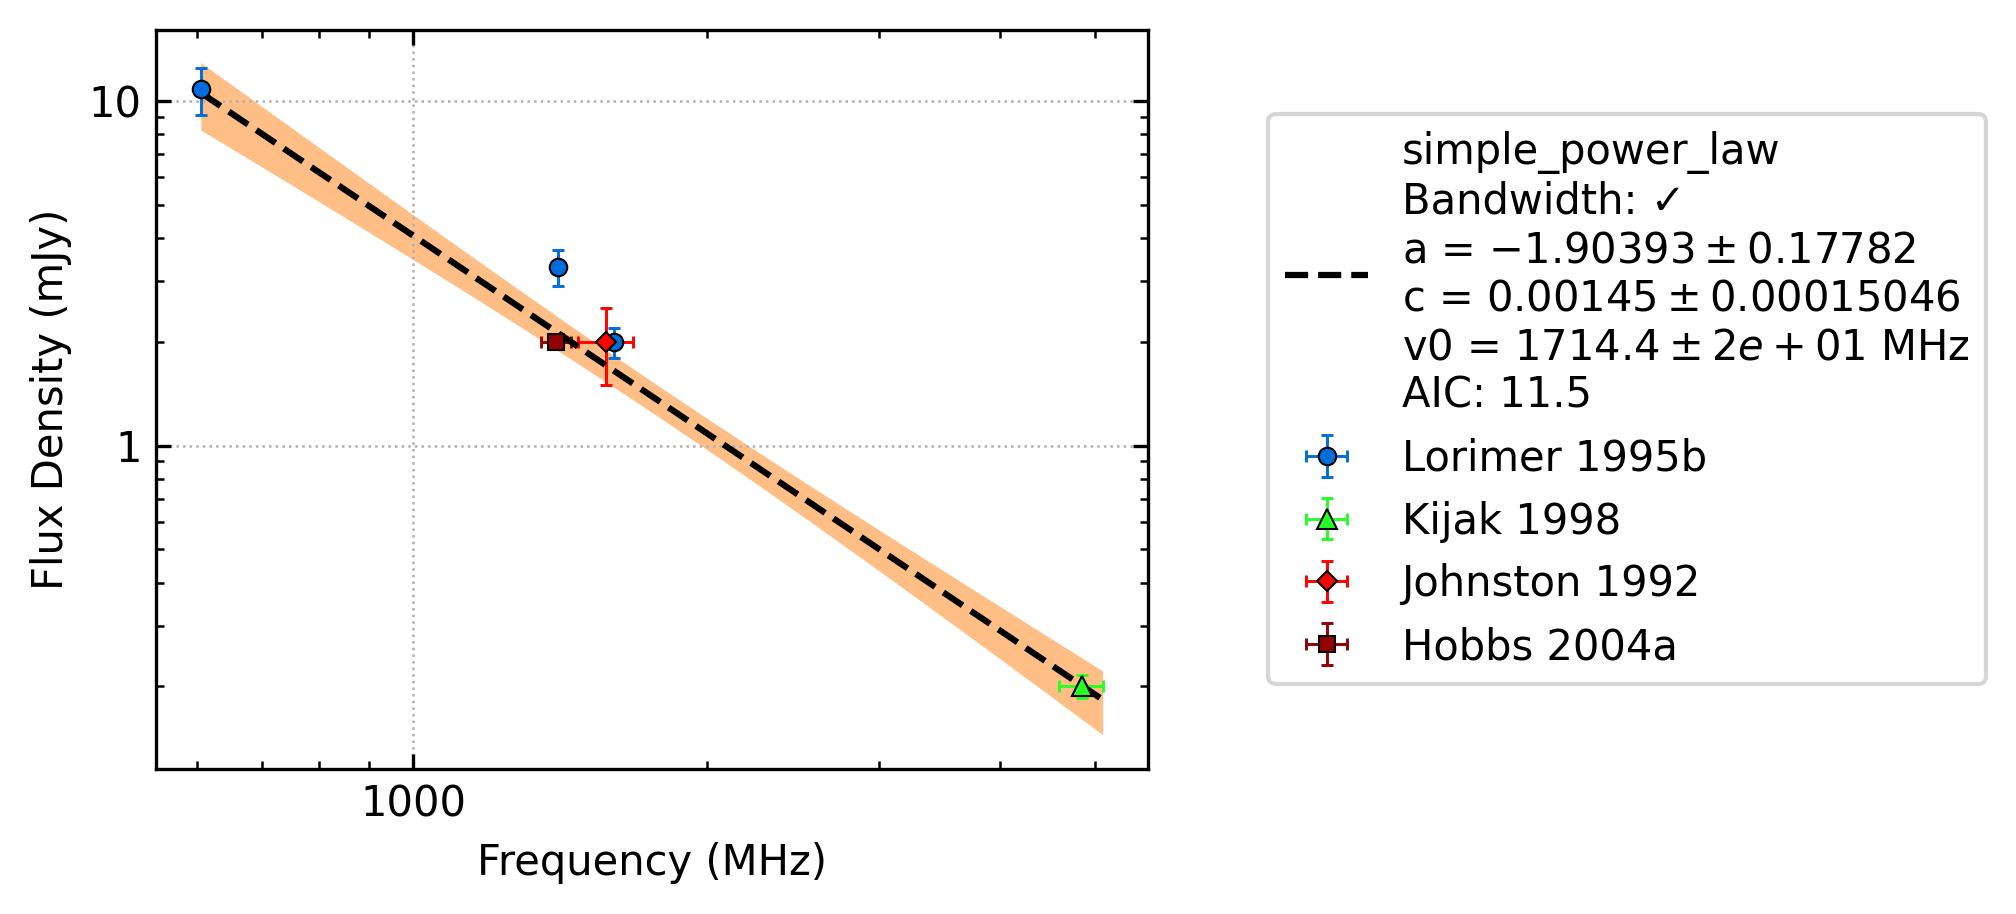 10
1
Flux Density (mJy)
1000
Frequency (MHz)
simple_power_law
Bandwidth: ✓
a = −1.90393 ± 0.17782
c = 0.00145 ± 0.00015046
v0 = 1714.4 ± 2e + 01 MHz
AIC: 11.5
Lorimer 1995b
Kijak 1998
Johnston 1992
Hobbs 2004a